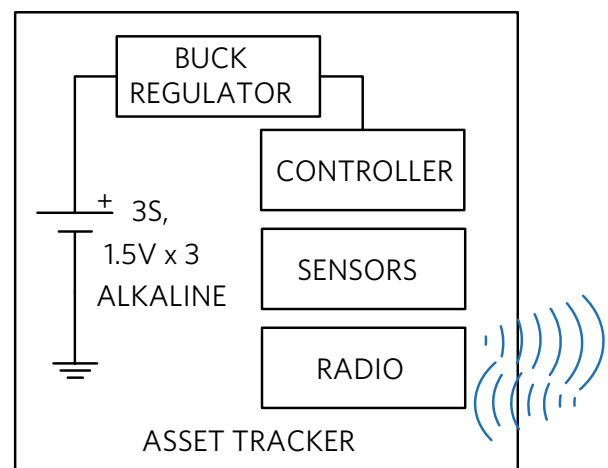 BUCK
REGULATOR
CONTROLLER
+ 3S,
1.5V x 3
ALKALINE
SENSORS
RADIO
ASSET TRACKER